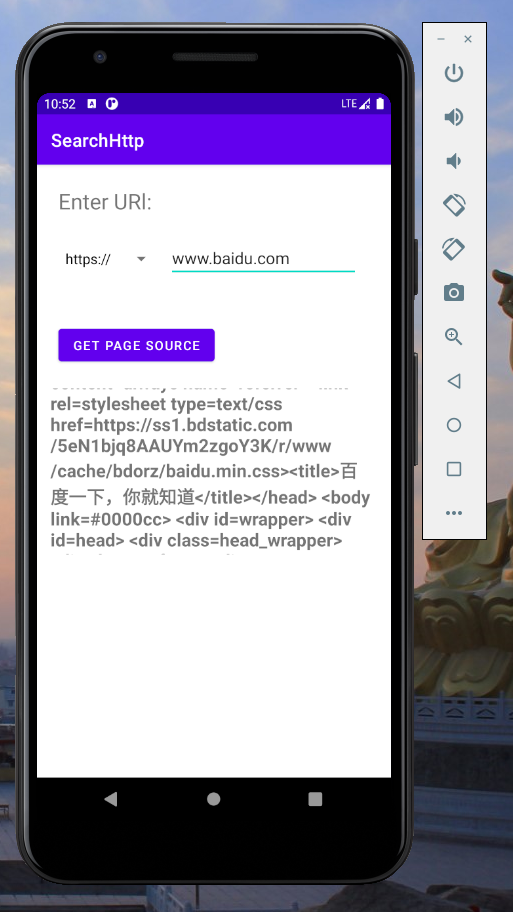 10:52
LTE
SearchHttp
Enter URl:
https://
www.baidu.com
GET PAGE SOURCE
rel=stylesheet type=text/css
href=https://ss1.bdstatic.com
/5eN1bjq8AAUYm2zgoY3K/r/www
/cache/bdorz/baidu.min.css><title>百
度一下，你就知道</title></head> <body
link=#0000cc> <div id=wrapper> <div
id=head> <div class=head_wrapper>